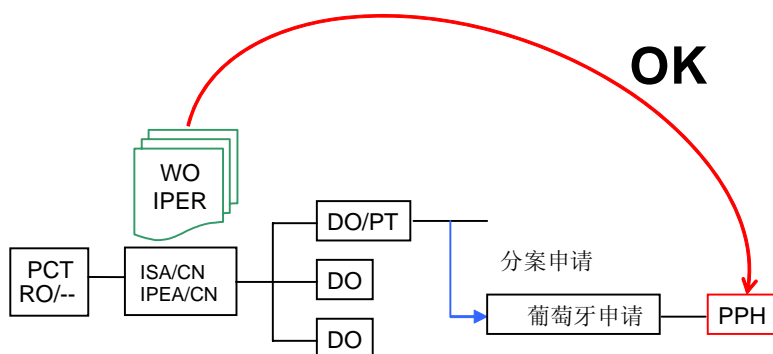 OK
WO
IPER
DO/PT
PCT
RO/--
ISA/CN
IPEA/CN
DO
分案申请
葡萄牙申请
PPH
DO